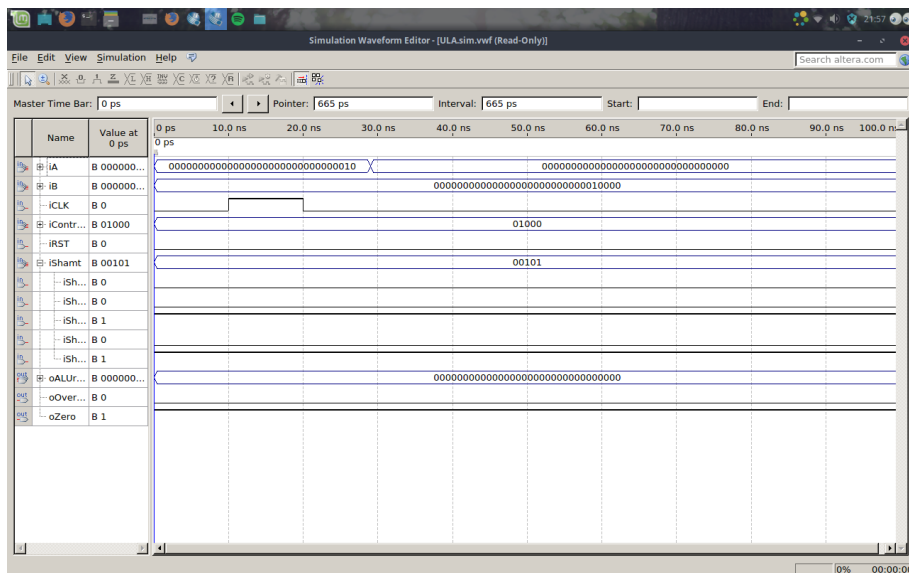 21:57
Simulation Waveform Editor - [ULA.sim.vwf (Read-Only)]
File Edit View Simulation Help
Search altera.com
Master Time Bar: 0 ps Pointer: 665 ps Interval: 665 ps Start: End:
Name Value at 0 ps
0 ps 10.0 ns 20.0 ns 30.0 ns 40.0 ns 50.0 ns 60.0 ns 70.0 ns 80.0 ns 90.0 ns 100.0 ns
0 ps
iA B 000000... 00000000000000000000000000000010 00000000000000000000000000000000
iB B 000000... 00000000000000000000000000010000
iCLK B 0
iContr... B 01000 01000
iRST B 0
iShamt B 00101 00101
iSh... B 0
iSh... B 0
iSh... B 1
iSh... B 0
iSh... B 1
oALUr... B 000000... 00000000000000000000000000000000
oOver... B 0
oZero B 1
0% 00:00:0